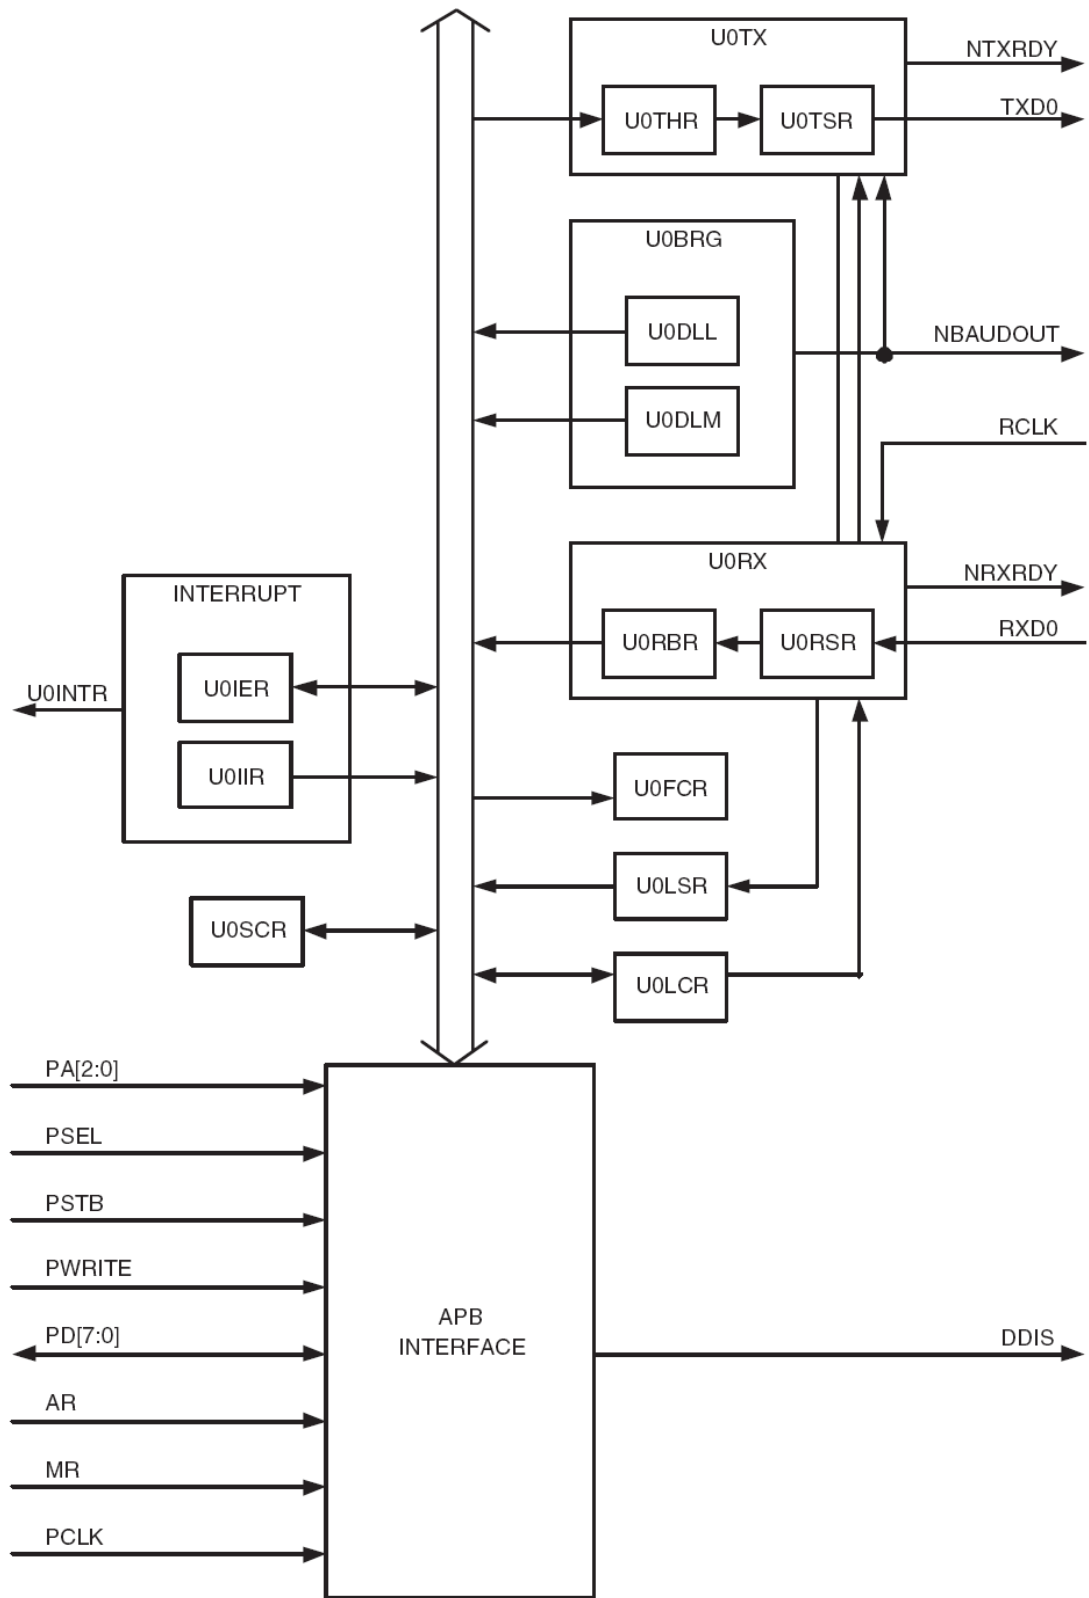 U0TX
NTXRDY
U0THR
U0TSR
TXD0
U0BRG
U0DLL
NBAUDOUT
U0DLM
RCLK
U0RX
NRXRDY
INTERRUPT
U0RBR
U0RSR
RXD0
U0IER
U0INTR
U0IIR
U0FCR
U0LSR
U0SCR
U0LCR
PA[2:0]
PSEL
PSTB
PWRITE
APB
INTERFACE
PD[7:0]
DDIS
AR
MR
PCLK